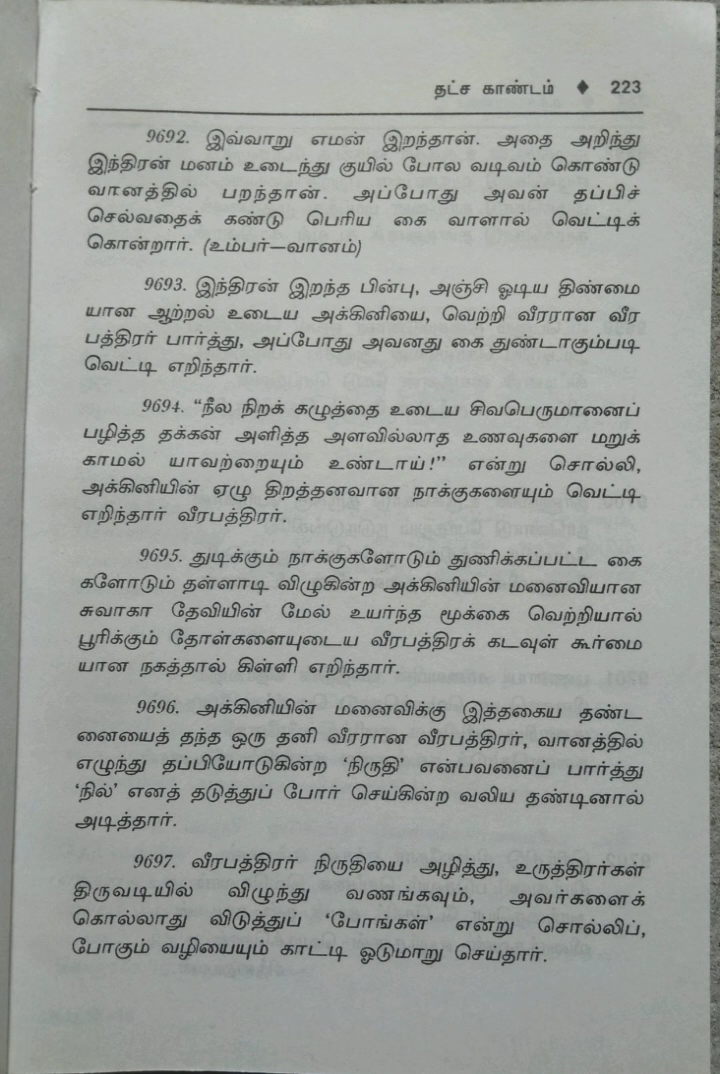 தட்ச காண்டம் ♦ 223
9692. இவ்வாறு எமன் இறந்தான். அதை அறிந்து
இந்திரன் மனம் உடைந்து குயில் போல வடிவம் கொண்டு
வானத்தில் பறந்தான். அப்போது அவன் தப்பிச்
செல்வதைக் கண்டு பெரிய கை வாளால் வெட்டிக்
கொன்றார். (உம்பர்—வானம்)
9693. இந்திரன் இறந்த பின்பு, அஞ்சி ஓடிய திண்மை
யான ஆற்றல் உடைய அக்கினியை, வெற்றி வீரரான வீர
பத்திரர் பார்த்து, அப்போது அவனது கை துண்டாகும்படி
வெட்டி எறிந்தார்.
9694. “நீல நிறக் கழுத்தை உடைய சிவபெருமானைப்
பழித்த தக்கன் அளித்த அளவில்லாத உணவுகளை மறுக்
காமல் யாவற்றையும் உண்டாய்!” என்று சொல்லி,
அக்கினியின் ஏழு திறத்தனவான நாக்குகளையும் வெட்டி
எறிந்தார் வீரபத்திரர்.
9695. துடிக்கும் நாக்குகளோடும் துணிக்கப்பட்ட கை
களோடும் தள்ளாடி விழுகின்ற அக்கினியின் மனைவியான
சுவாகா தேவியின் மேல் உயர்ந்த மூக்கை வெற்றியால்
பூரிக்கும் தோள்களையுடைய வீரபத்திரக் கடவுள் கூர்மை
யான நகத்தால் கிள்ளி எறிந்தார்.
9696. அக்கினியின் மனைவிக்கு இத்தகைய தண்ட
னையைத் தந்த ஒரு தனி வீரரான வீரபத்திரர், வானத்தில்
எழுந்து தப்பியோடுகின்ற ‘நிருதி’ என்பவனைப் பார்த்து
‘நில்’ எனத் தடுத்துப் போர் செய்கின்ற வலிய தண்டினால்
அடித்தார்.
9697. வீரபத்திரர் நிருதியை அழித்து, உருத்திரர்கள்
திருவடியில் விழுந்து வணங்கவும், அவர்களைக்
கொல்லாது விடுத்துப் ‘போங்கள்’ என்று சொல்லிப்,
போகும் வழியையும் காட்டி ஓடுமாறு செய்தார்.